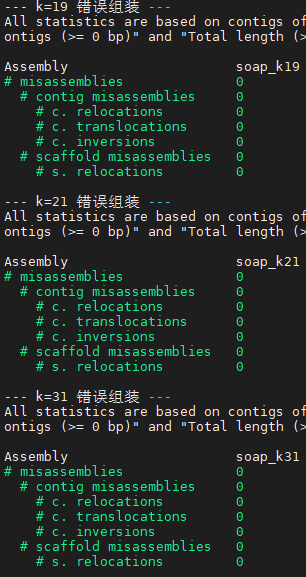 --- k=19 错误组装 ---
All statistics are based on contigs of
ontigs (>= 0 bp)" and "Total length (>
Assembly soap_k19
# misassemblies 0
# contig misassemblies 0
# c. relocations 0
# c. translocations 0
# c. inversions 0
# scaffold misassemblies 0
# s. relocations 0
--- k=21 错误组装 ---
All statistics are based on contigs of
ontigs (>= 0 bp)" and "Total length (>
Assembly soap_k21
# misassemblies 0
# contig misassemblies 0
# c. relocations 0
# c. translocations 0
# c. inversions 0
# scaffold misassemblies 0
# s. relocations 0
--- k=31 错误组装 ---
All statistics are based on contigs of
ontigs (>= 0 bp)" and "Total length (>
Assembly soap_k31
# misassemblies 0
# contig misassemblies 0
# c. relocations 0
# c. translocations 0
# c. inversions 0
# scaffold misassemblies 0
# s. relocations 0